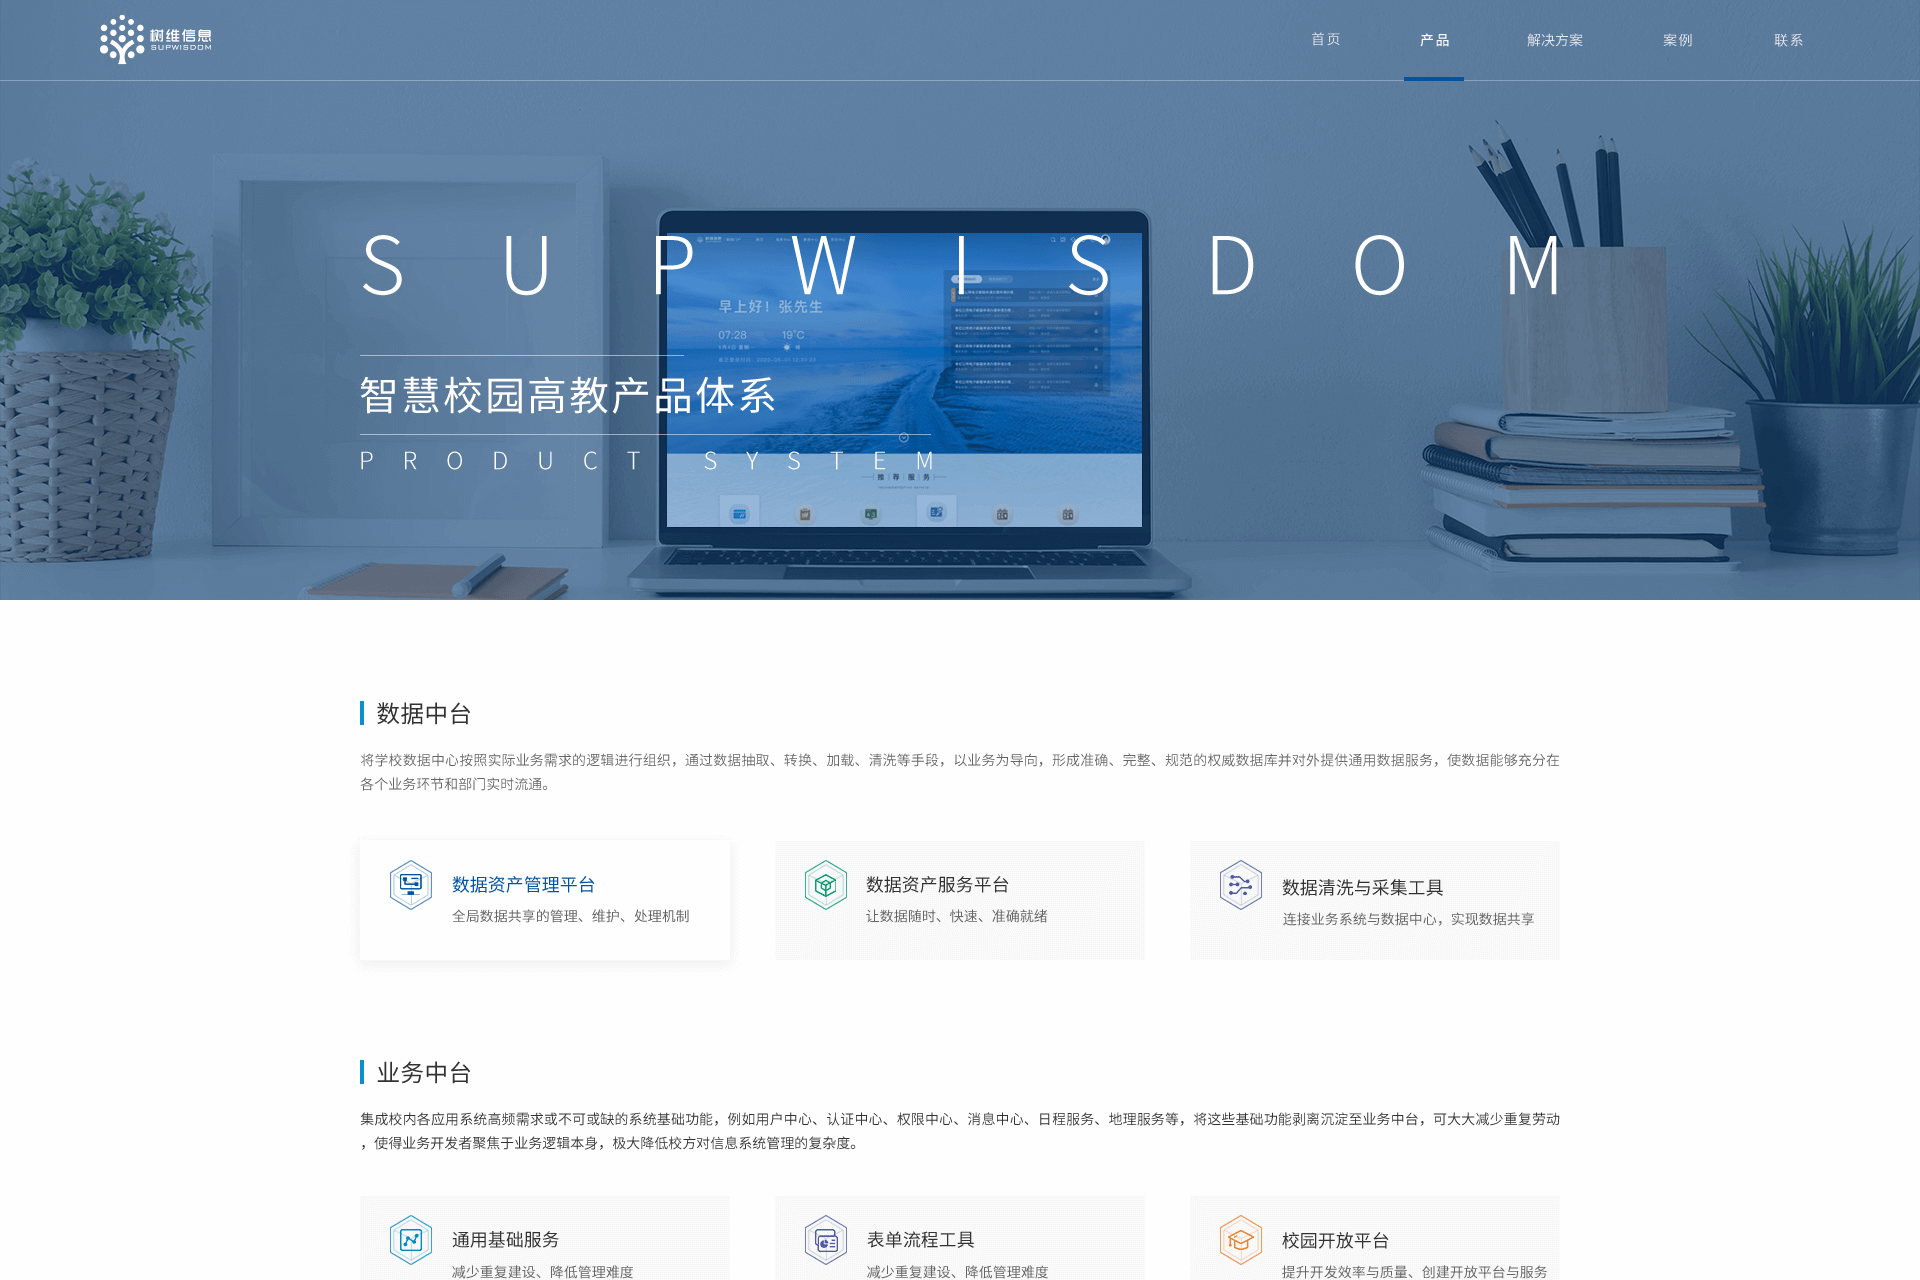 树维信息
SUPWISDOM
首页
产品
解决方案
案例
联系
SUPWISDOM
早上好！张先生
07:28
19°C
智慧校园高教产品体系
PRODUCT SYSTEM
推荐服务
数据中台
将学校数据中心按照实际业务需求的逻辑进行组织，通过数据抽取、转换、加载、清洗等手段，以业务为导向，形成准确、完整、规范的权威数据库并对外提供通用数据服务，使数据能够充分在
各个业务环节和部门实时流通。
数据资产管理平台
全局数据共享的管理、维护、处理机制
数据资产服务平台
让数据随时、快速、准确就绪
数据清洗与采集工具
连接业务系统与数据中心，实现数据共享
业务中台
集成校内各应用系统高频需求或不可或缺的系统基础功能，例如用户中心、认证中心、权限中心、消息中心、日程服务、地理服务等，将这些基础功能剥离沉淀至业务中台，可大大减少重复劳动
，使得业务开发者聚焦于业务逻辑本身，极大降低校方对信息系统管理的复杂度。
通用基础服务
减少重复建设、降低管理难度
表单流程工具
减少重复建设、降低管理难度
校园开放平台
提升开发效率与质量、创建开放平台与服务